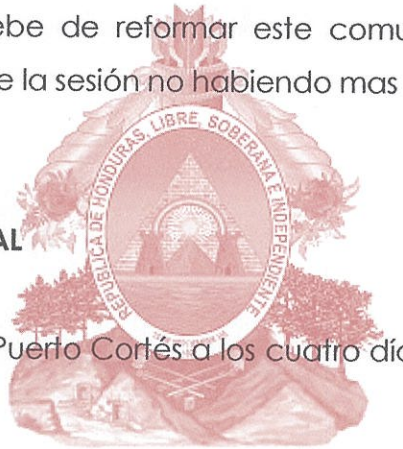 ebe de reformar este comu
e la sesión no habiendo mas
REPUBLICA DE HONDURAS, LIBRE, SOBERANA E INDEPENDIENTE
AL
Puerto Cortés a los cuatro día